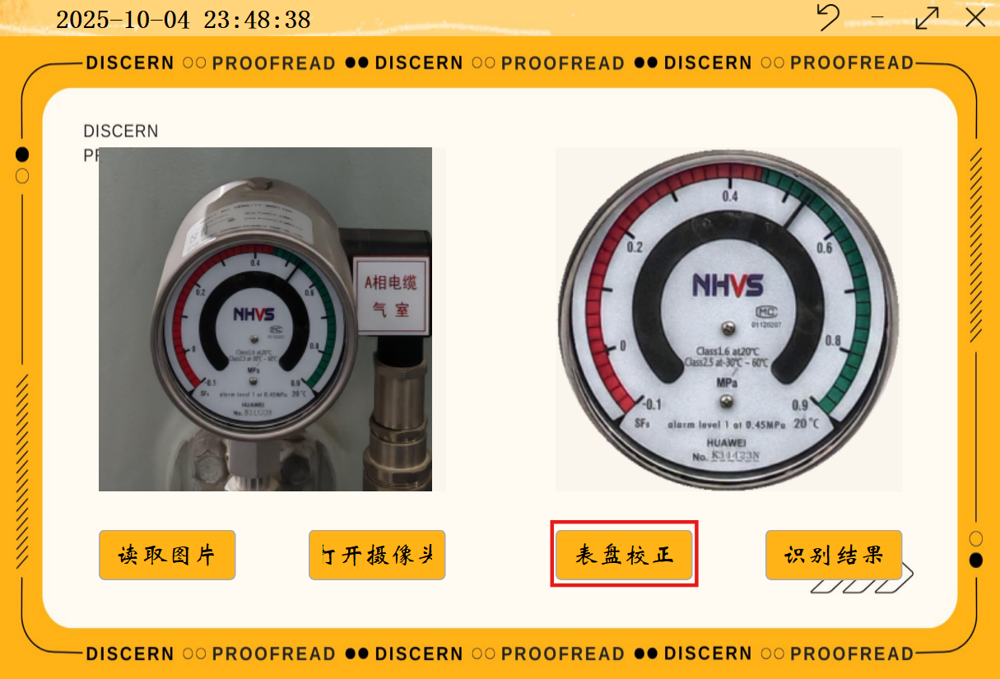 2025-10-04 23:48:38
DISCERN PROOFREAD DISCERN PROOFREAD DISCERN PROOFREAD
DISCERN
A相电缆
气室
0.4
0.2
0.6
NHVS
MC
0
0.8
Class1.6 at20℃
Class2.5 at-30℃~60℃
MPa
-0.1
0.9
SF6
alarm level 1 at 0.45MPa
20℃
HUAWEI
No.
0.4
0.2
0.6
NHVS
MC
01120207
0
0.8
Class1.6 at20℃
Class2.5 at-30℃~60℃
MPa
-0.1
0.9
SF6
alarm level 1 at 0.45MPa
20℃
HUAWEI
No. K311423N
读取图片
打开摄像头
表盘校正
识别结果
DISCERN PROOFREAD DISCERN PROOFREAD DISCERN PROOFREAD